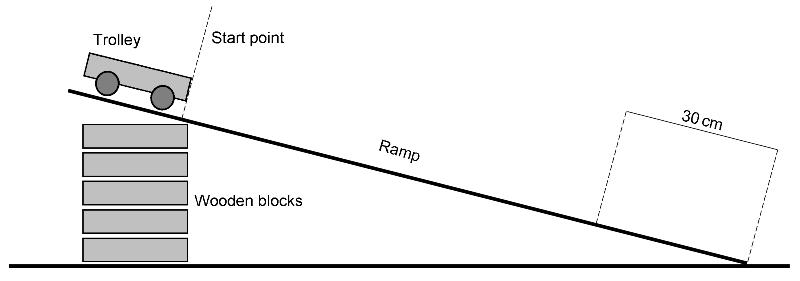 Trolley
Start point
30 cm
Ramp
Wooden blocks